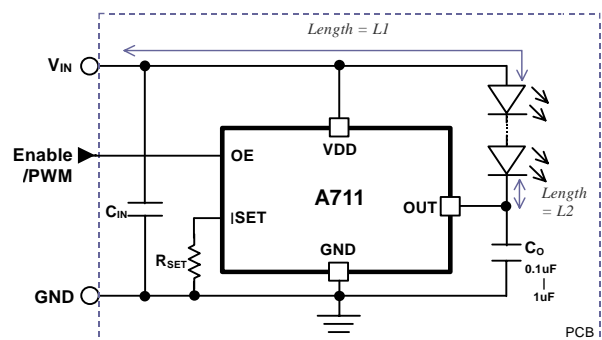 Length = L1
VIN
VDD
Enable
/PWM
OE
A711
OUT
Length
= L2
CIN
ISET
RSET
GND
CO
0.1uF
|
1uF
GND
PCB